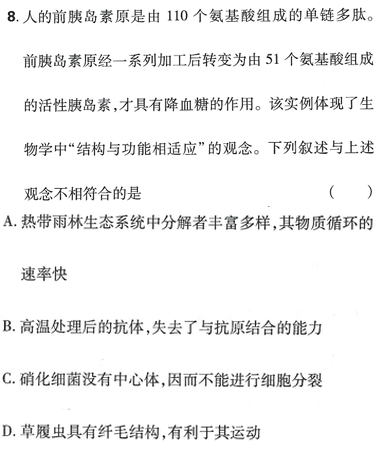 8. 人的前胰岛素原是由 110 个氨基酸组成的单链多肽。
前胰岛素原经一系列加工后转变为由 51 个氨基酸组成
的活性胰岛素,才具有降血糖的作用。该实例体现了生
物学中“结构与功能相适应”的观念。下列叙述与上述
观念不相符合的是 ( )
A. 热带雨林生态系统中分解者丰富多样,其物质循环的
速率快
B. 高温处理后的抗体,失去了与抗原结合的能力
C. 硝化细菌没有中心体,因而不能进行细胞分裂
D. 草履虫具有纤毛结构,有利于其运动